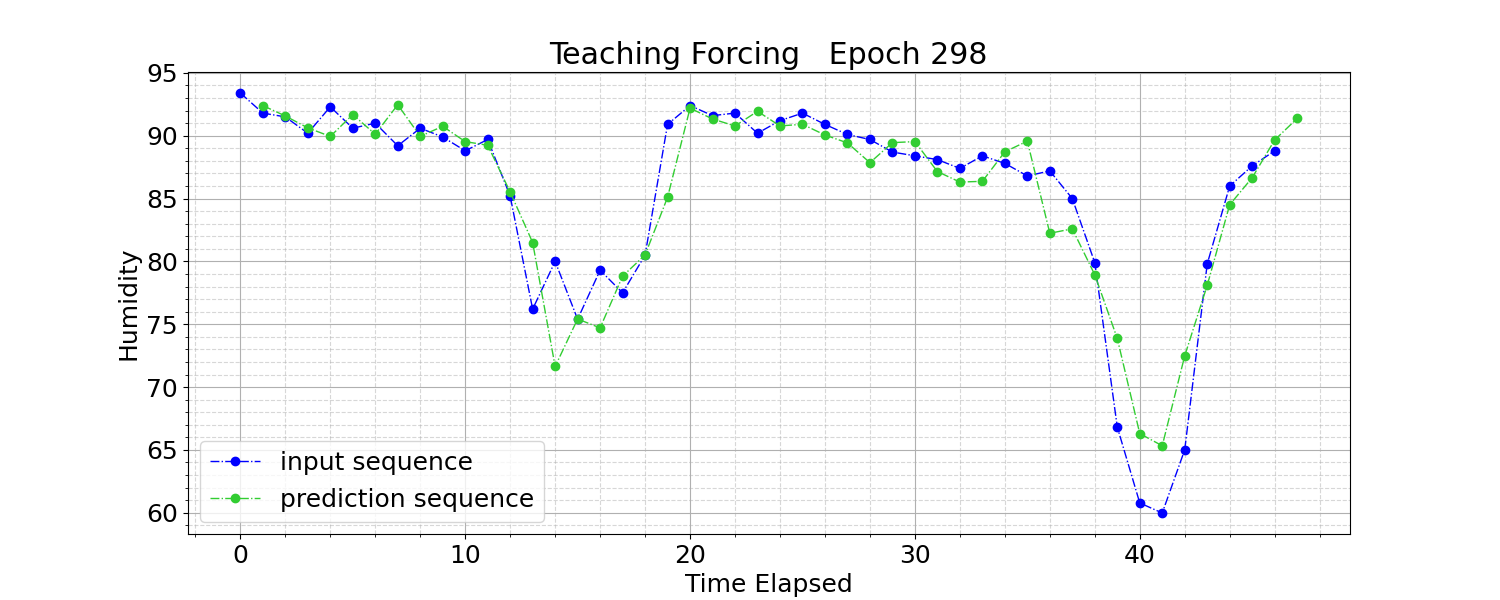 Teaching Forcing   Epoch 298
95
90
85
80
75
70
65
60
Humidity
input sequence
prediction sequence
0 10 20 30 40
Time Elapsed